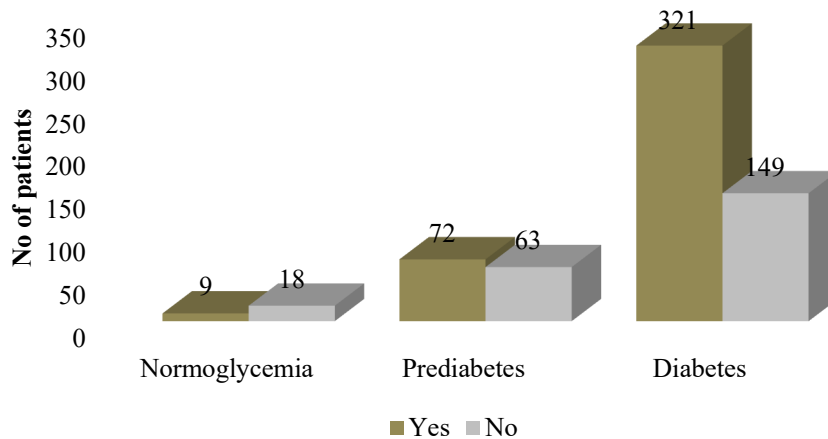 No of patients
350
300
250
200
150
100
50
0
9
18
72
63
321
149
Normoglycemia
Prediabetes
Diabetes
Yes
No